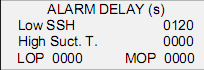 ALARM DELAY (s)
Low SSH 0120
High Suct. T. 0000
LOP 0000 MOP 0000